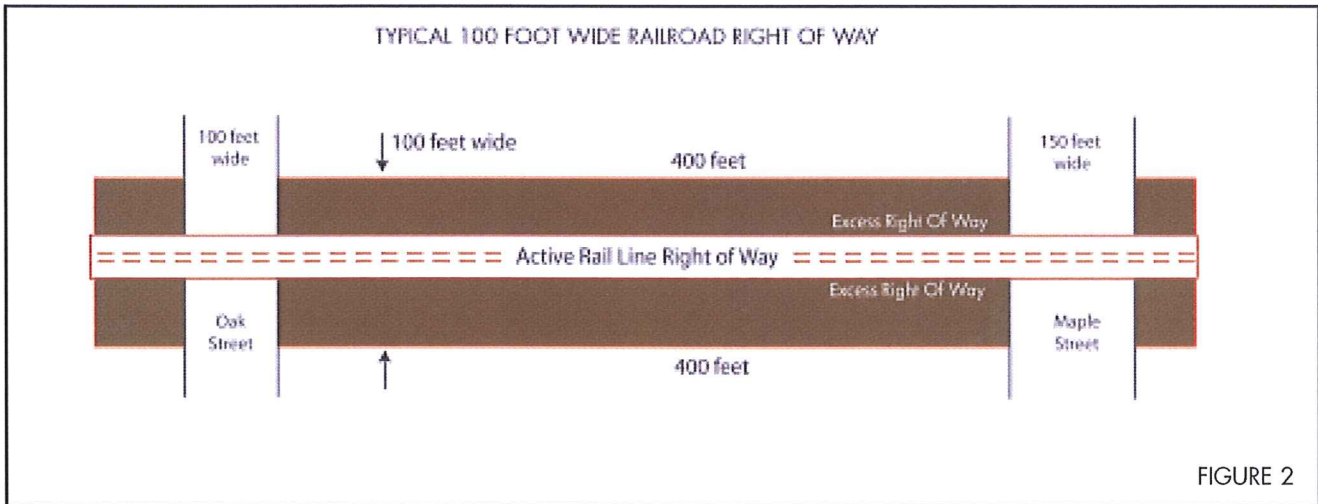 TYPICAL 100 FOOT WIDE RAILROAD RIGHT OF WAY
100 feet
wide
100 feet wide
400 feet
150 feet
wide
Excess Right Of Way
Active Rail Line Right of Way
Excess Right Of Way
Oak
Street
Maple
Street
400 feet
FIGURE 2